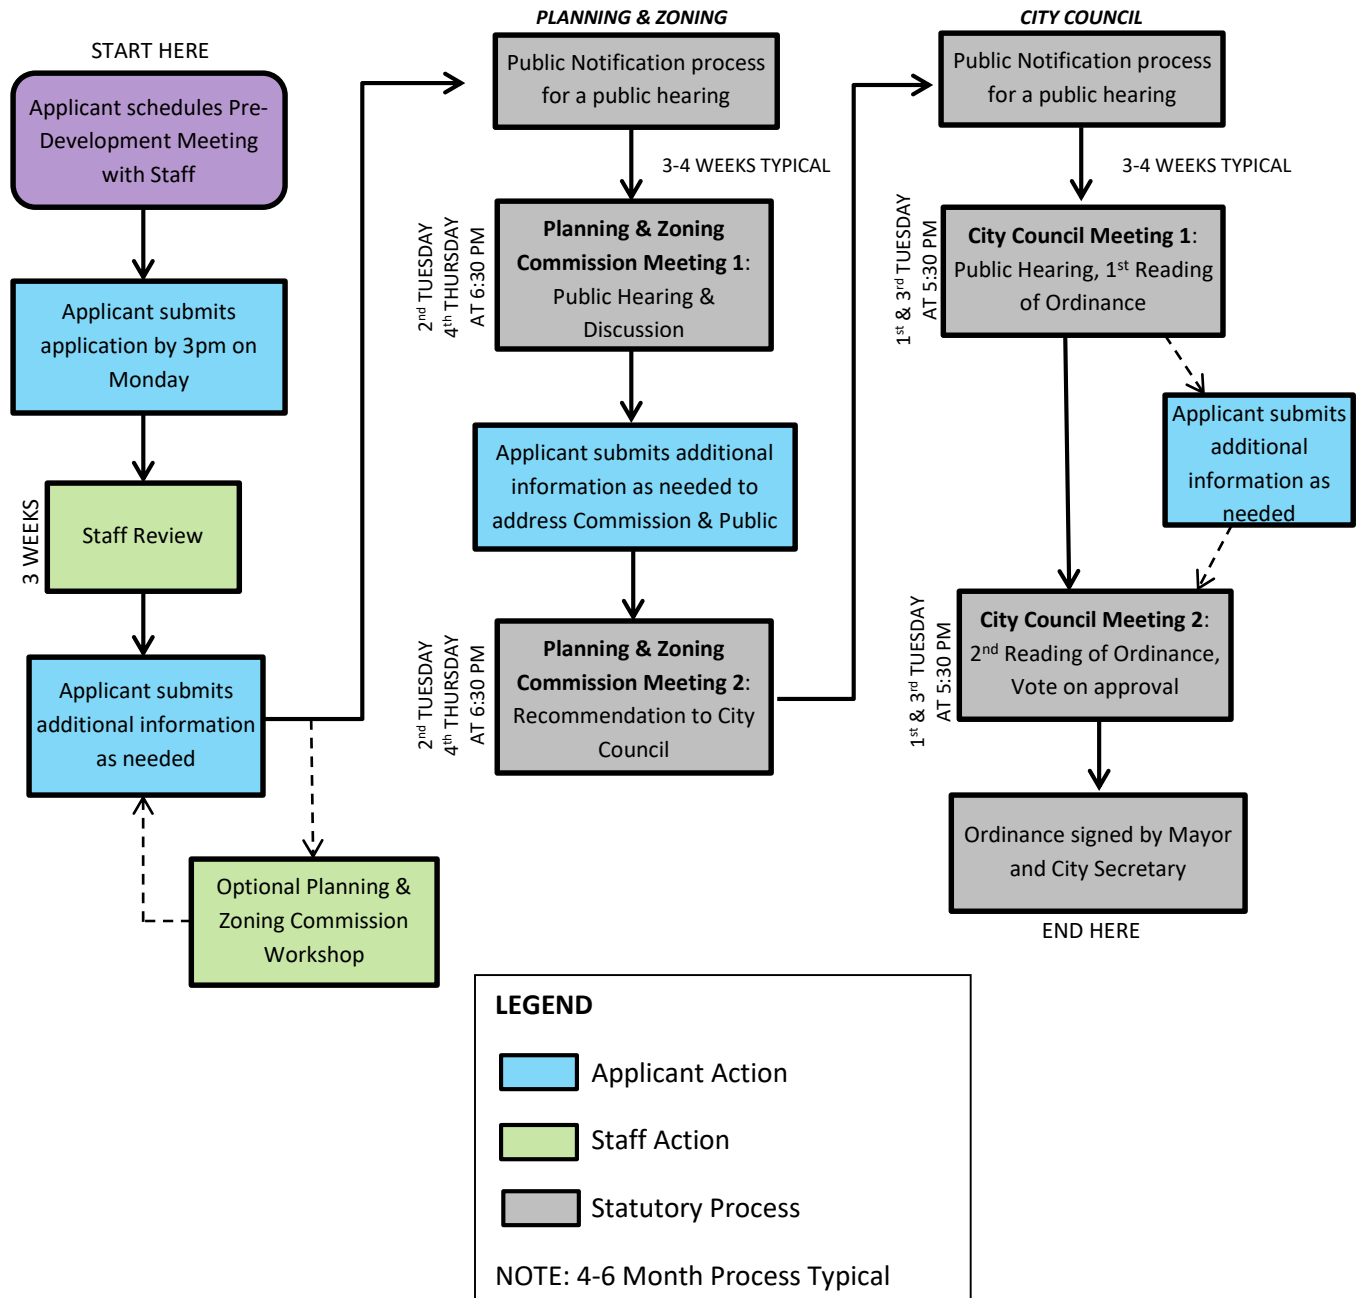 START HERE
Applicant schedules Pre-
Development Meeting
with Staff
Applicant submits
application by 3pm on
Monday
3 WEEKS
Staff Review
Applicant submits
additional information
as needed
Optional Planning &
Zoning Commission
Workshop
PLANNING & ZONING
Public Notification process
for a public hearing
3-4 WEEKS TYPICAL
2nd TUESDAY
4th THURSDAY
AT 6:30 PM
Planning & Zoning
Commission Meeting 1:
Public Hearing &
Discussion
Applicant submits additional
information as needed to
address Commission & Public
2nd TUESDAY
4th THURSDAY
AT 6:30 PM
Planning & Zoning
Commission Meeting 2:
Recommendation to City
Council
CITY COUNCIL
Public Notification process
for a public hearing
3-4 WEEKS TYPICAL
1st & 3rd TUESDAY
AT 5:30 PM
City Council Meeting 1:
Public Hearing, 1st Reading
of Ordinance
Applicant submits
additional
information as
needed
1st & 3rd TUESDAY
AT 5:30 PM
City Council Meeting 2:
2nd Reading of Ordinance,
Vote on approval
Ordinance signed by Mayor
and City Secretary
END HERE
LEGEND
Applicant Action
Staff Action
Statutory Process
NOTE: 4-6 Month Process Typical